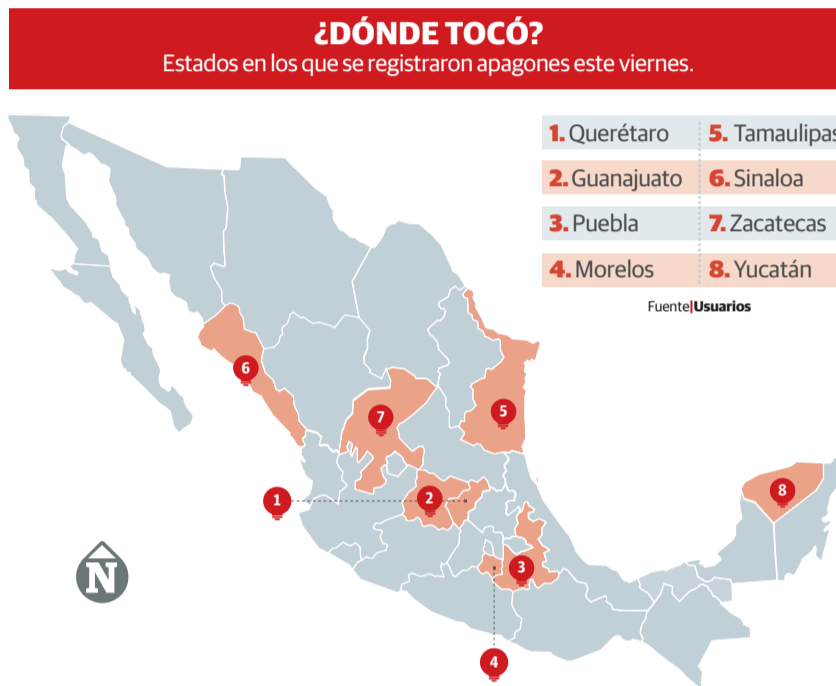 ¿DÓNDE TOCÓ?
Estados en los que se registraron apagones este viernes.
1. Querétaro
2. Guanajuato
3. Puebla
4. Morelos
5. Tamaulipas
6. Sinaloa
7. Zacatecas
8. Yucatán
Fuente|Usuarios
6
7
5
8
1
2
3
4
N